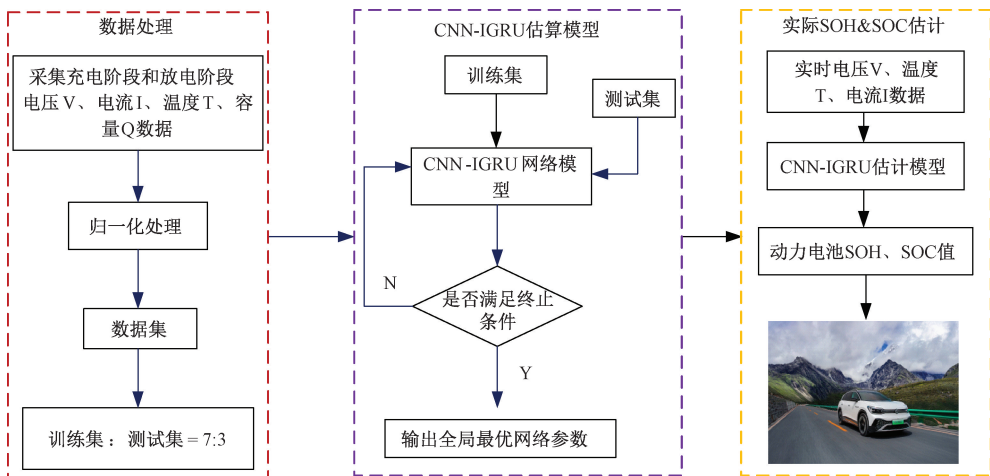 数据处理
采集充电阶段和放电阶段
电压V、电流I、温度T、容
量Q数据
归一化处理
数据集
训练集：测试集=7:3
CNN-IGRU估算模型
训练集
测试集
CNN-IGRU网络模
型
N
是否满足终止
条件
Y
输出全局最优网络参数
实际SOH&SOC估计
实时电压V、温度
T、电流I数据
CNN-IGRU估计模型
动力电池SOH、SOC值